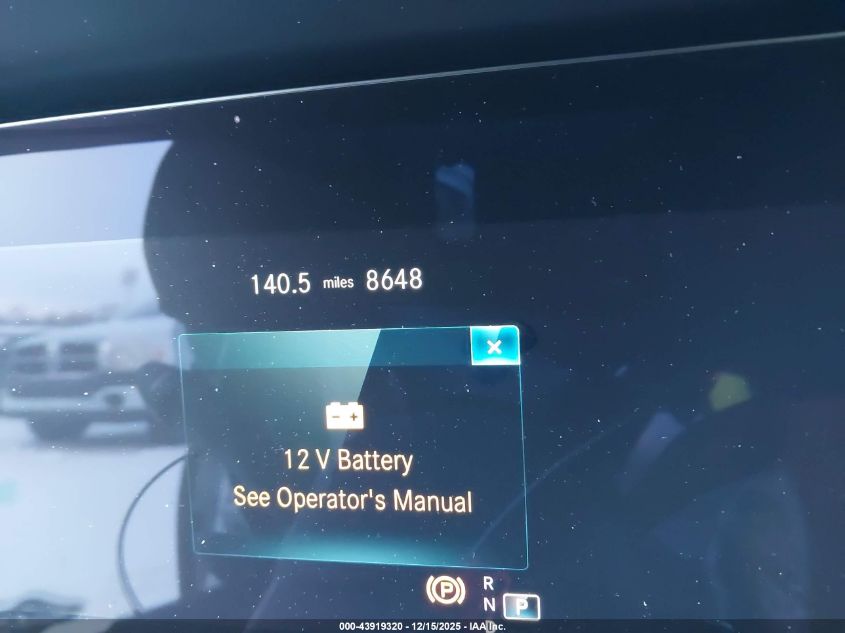 140.5 miles 8648
×
12 V Battery
See Operator's Manual
P R
N P
000-43919320 - 12/15/2025 - IAA Inc.